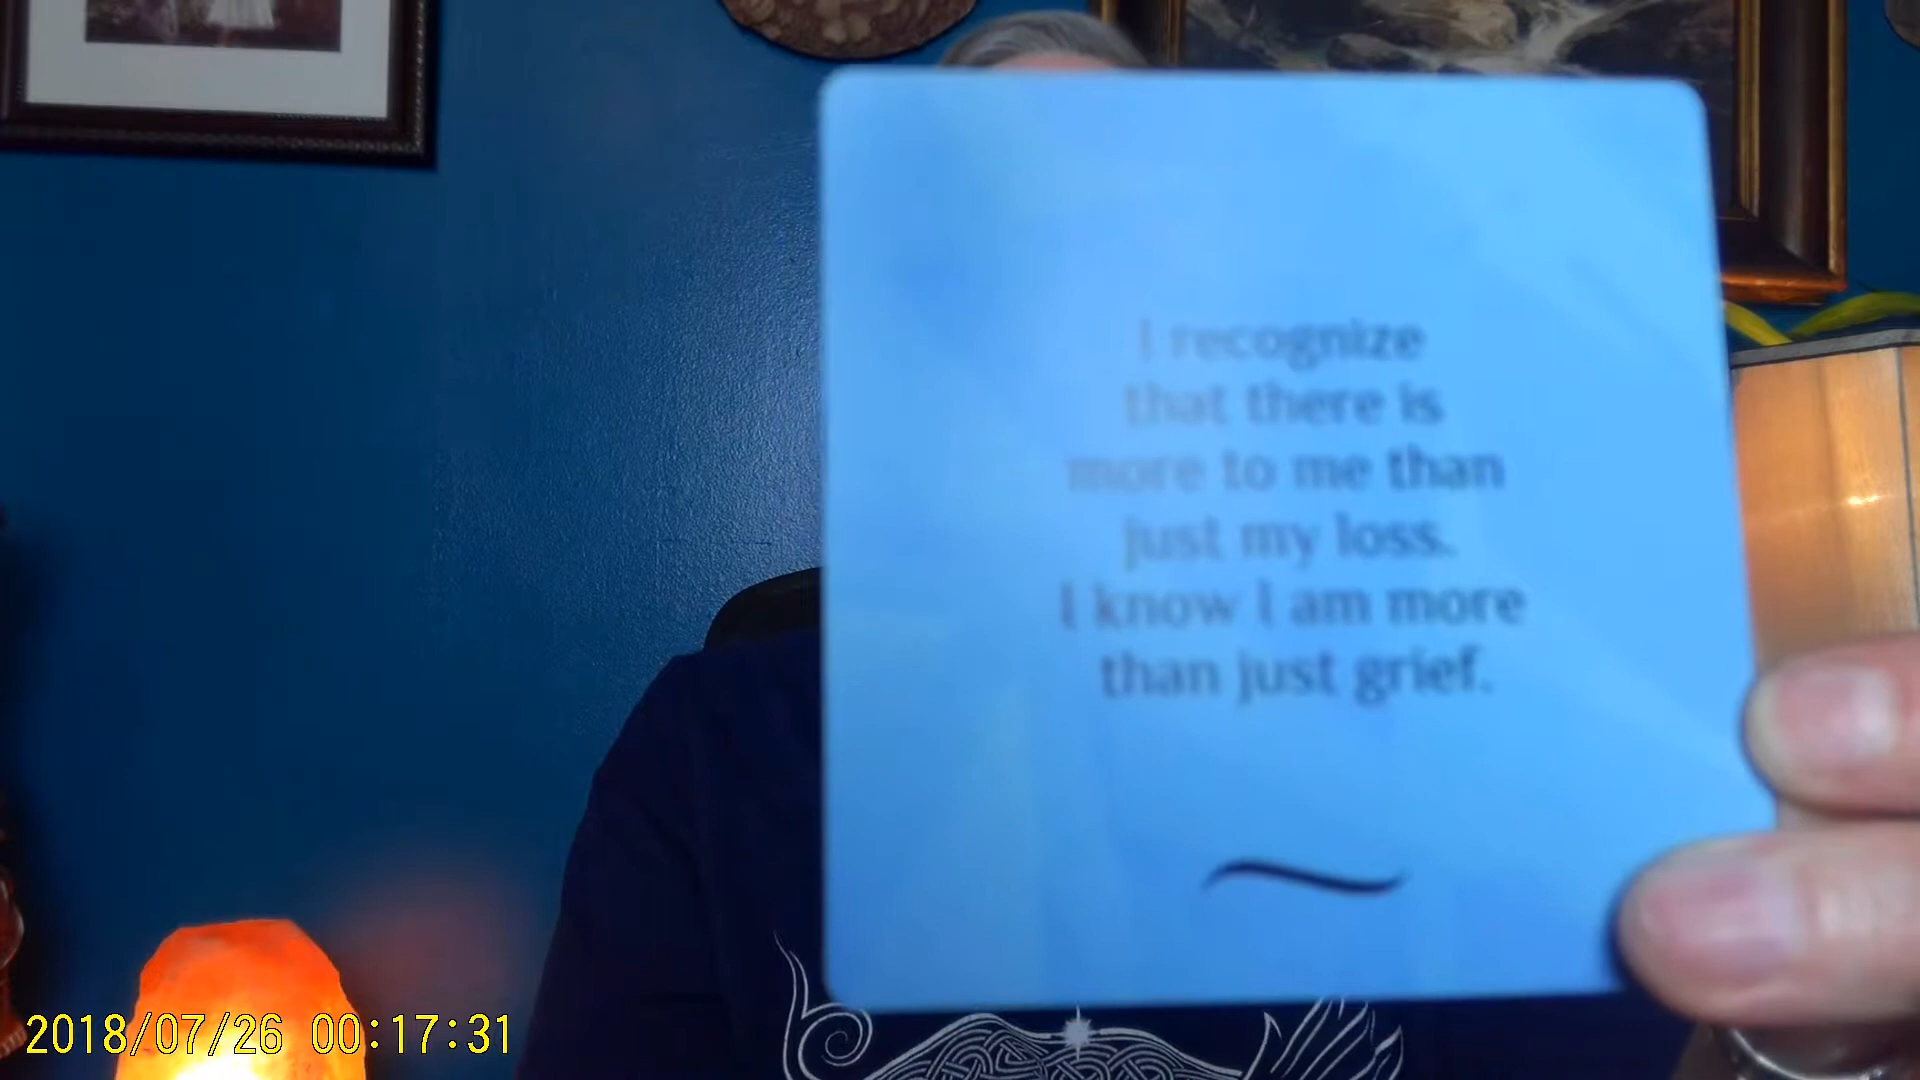 I recognize
that there is
more to me than
just my loss.
I know I am more
than just grief.
2018/07/26 00:17:31